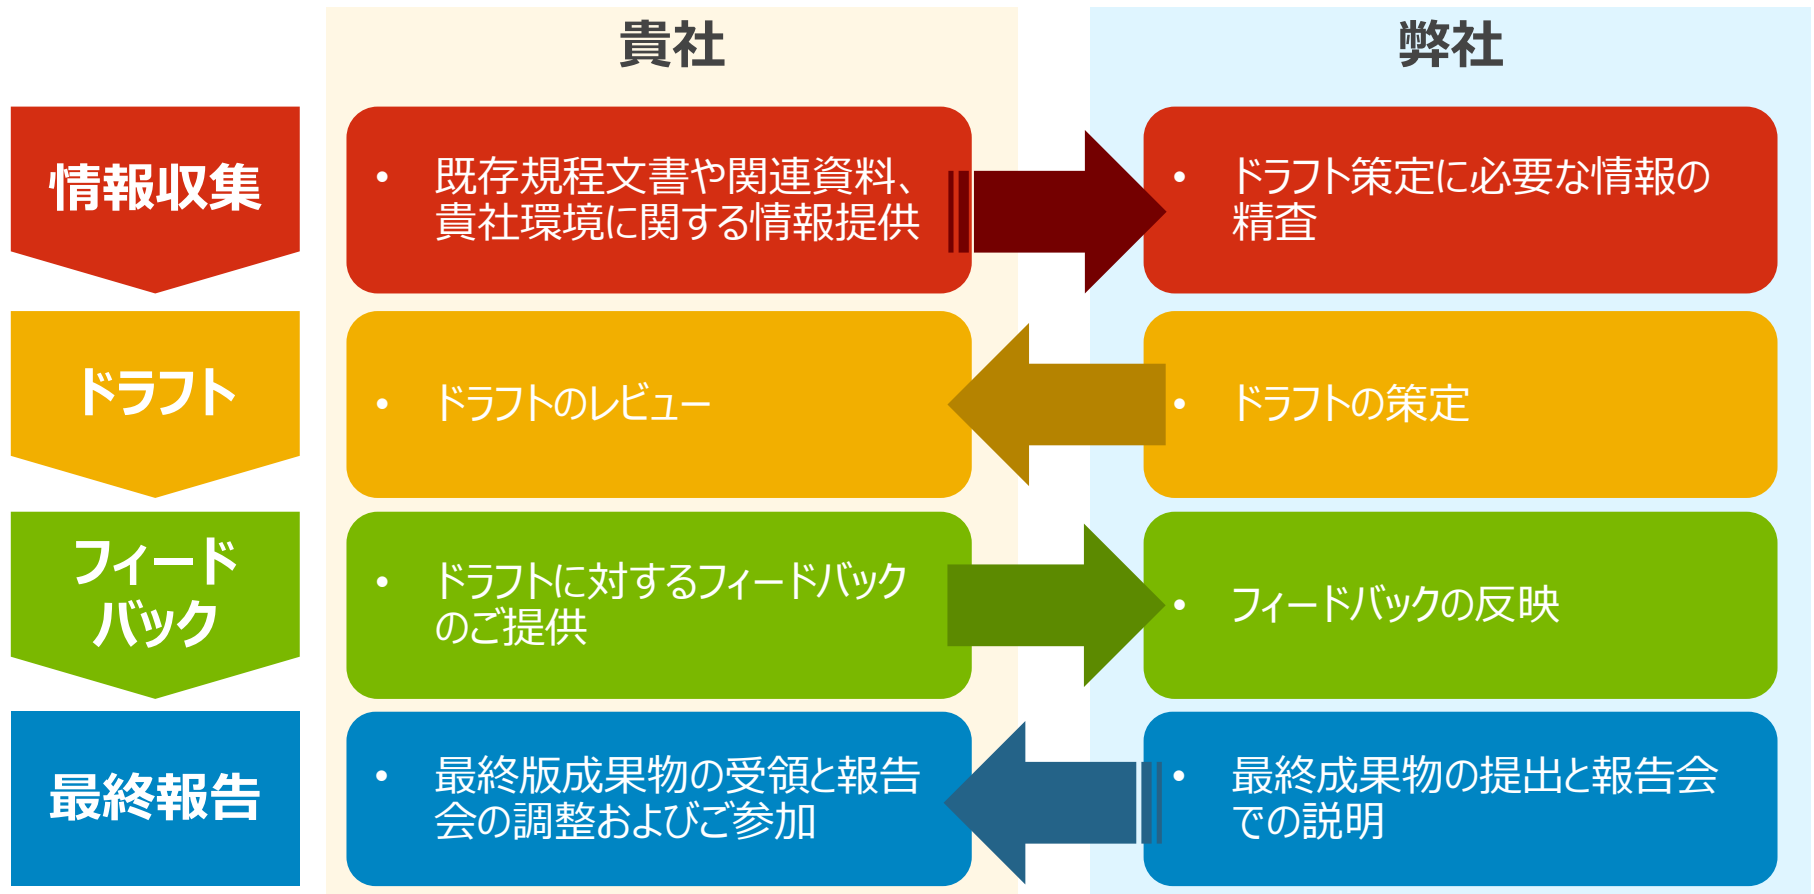 貴社
弊社
情報収集
• 既存規程文書や関連資料、
貴社環境に関する情報提供
• ドラフト策定に必要な情報の
精査
ドラフト
• ドラフトのレビュー
• ドラフトの策定
フィード
バック
• ドラフトに対するフィードバック
のご提供
• フィードバックの反映
最終報告
• 最終版成果物の受領と報告
会の調整およびご参加
• 最終成果物の提出と報告会
での説明